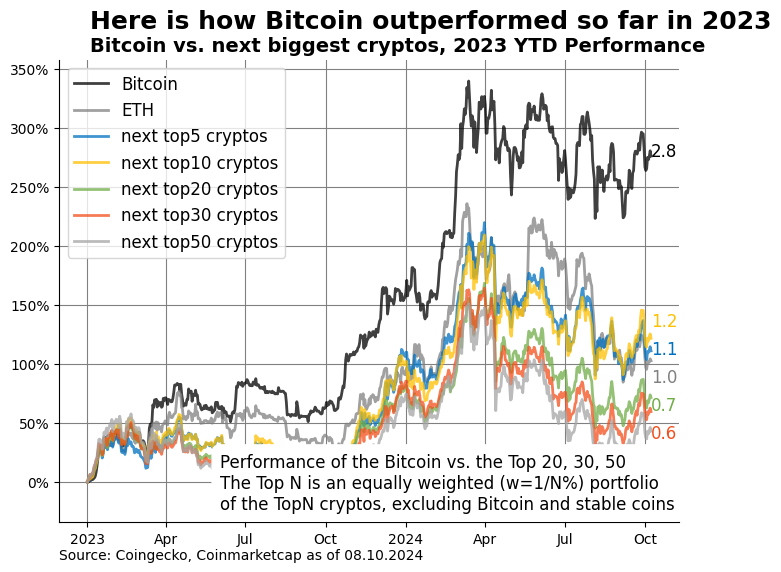 Here is how Bitcoin outperformed so far in 2023
Bitcoin vs. next biggest cryptos, 2023 YTD Performance
350%
300%
250%
200%
150%
100%
50%
0%
Bitcoin
ETH
next top5 cryptos
next top10 cryptos
next top20 cryptos
next top30 cryptos
next top50 cryptos
2.8
1.2
1.1
1.0
0.7
0.6
Performance of the Bitcoin vs. the Top 20, 30, 50
The Top N is an equally weighted (w=1/N%) portfolio
of the TopN cryptos, excluding Bitcoin and stable coins
2023 Apr Jul Oct 2024 Apr Jul Oct
Source: Coingecko, Coinmarketcap as of 08.10.2024